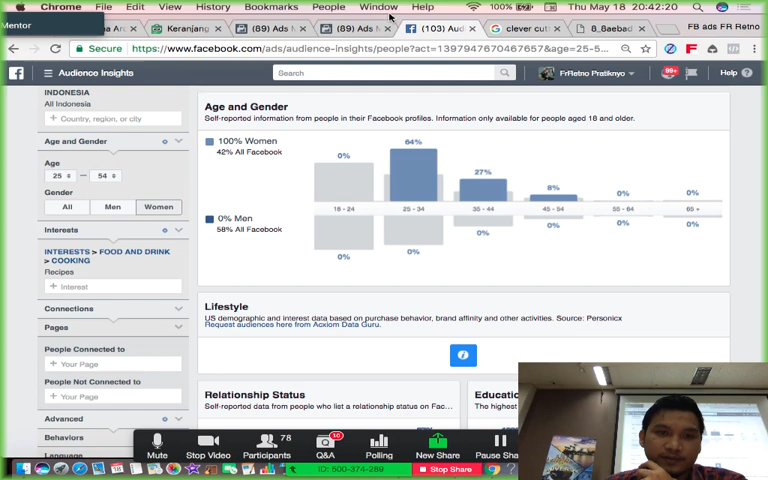 Chrome File Edit View History Bookmarks People Window Help 100% Thu May 18 20:42:20
Mentor
Keranjang
(89) Ads M
(89) Ads M
(103) Aud
clever cut
8_8aebad
FB ads FR Retno
Secure https://www.facebook.com/ads/audience-insights/people?act=1397947670467657&age=25-5...
Audience Insights
Search
FrRetno Pratiknyo
99+
Help
INDONESIA
All Indonesia
+ Country, region, or city
Age and Gender
Age
25 — 54
Gender
All Men Women
Interests
INTERESTS > FOOD AND DRINK
> COOKING
Recipes
+ Interest
Connections
Pages
People Connected to
+ Your Page
People Not Connected to
+ Your Page
Advanced
Behaviors
Language
Age and Gender
Self-reported information from people in their Facebook profiles. Information only available for people aged 18 and older.
100% Women
42% All Facebook
0% Men
58% All Facebook
0% 64% 27% 8% 0% 0%
18 - 24 25 - 34 35 - 44 45 - 54 55 - 64 65 +
0% 0% 0% 0% 0% 0%
Lifestyle
US demographic and interest data based on purchase behavior, brand affinity and other activities. Source: Personicx
Request audiences here from Acxiom Data Guru.
Relationship Status
Self-reported data from people who list a relationship status on Fac...
Educa
The highest
78
10
Mute Stop Video Participants Q&A Polling New Share Pause Sha
ID: 500-374-289
Stop Share